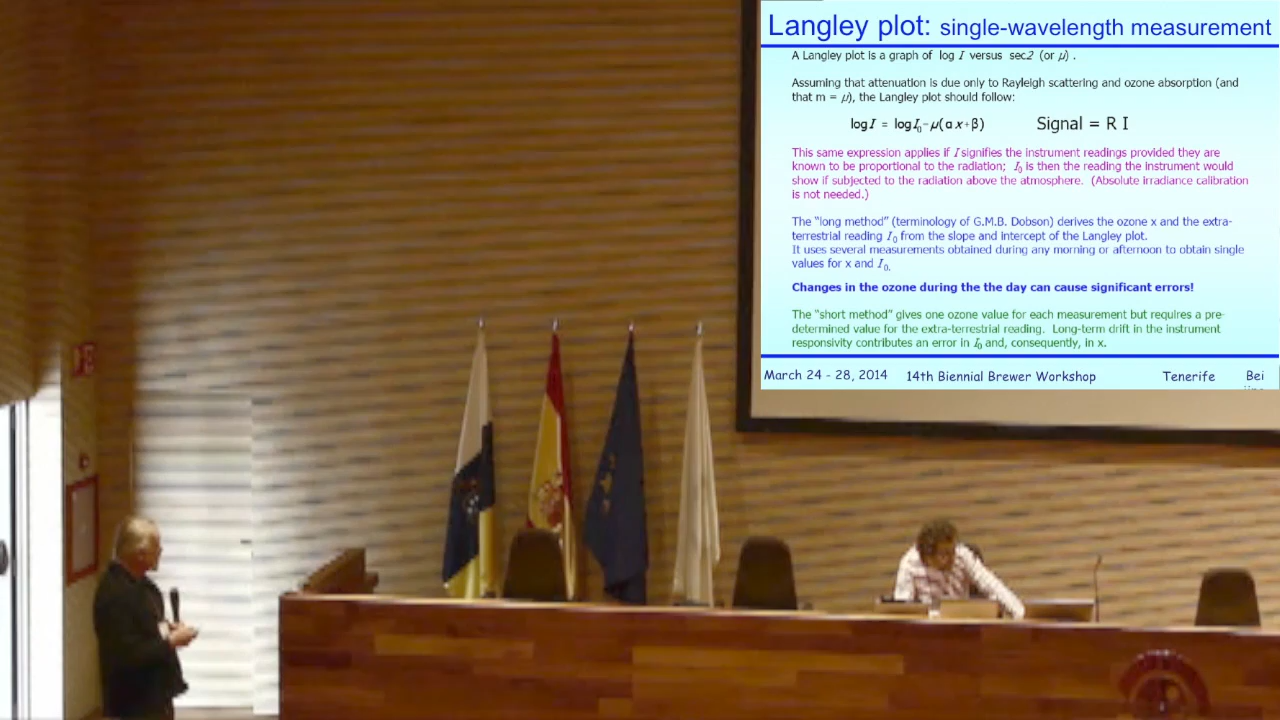 Langley plot: single-wavelength measurement
A Langley plot is a graph of log I versus sec2 (or μ) .
Assuming that attenuation is due only to Rayleigh scattering and ozone absorption (and
that m = μ), the Langley plot should follow:
logI = logI₀-μ(αx+β) Signal = R I
This same expression applies if I signifies the instrument readings provided they are
known to be proportional to the radiation; I₀ is then the reading the instrument would
show if subjected to the radiation above the atmosphere. (Absolute irradiance calibration
is not needed.)
The "long method" (terminology of G.M.B. Dobson) derives the ozone x and the extra-
terrestrial reading I₀ from the slope and intercept of the Langley plot.
It uses several measurements obtained during any morning or afternoon to obtain single
values for x and I₀.
Changes in the ozone during the the day can cause significant errors!
The "short method" gives one ozone value for each measurement but requires a pre-
determined value for the extra-terrestrial reading. Long-term drift in the instrument
responsivity contributes an error in I₀ and, consequently, in x.
March 24 - 28, 2014 14th Biennial Brewer Workshop Tenerife Bei